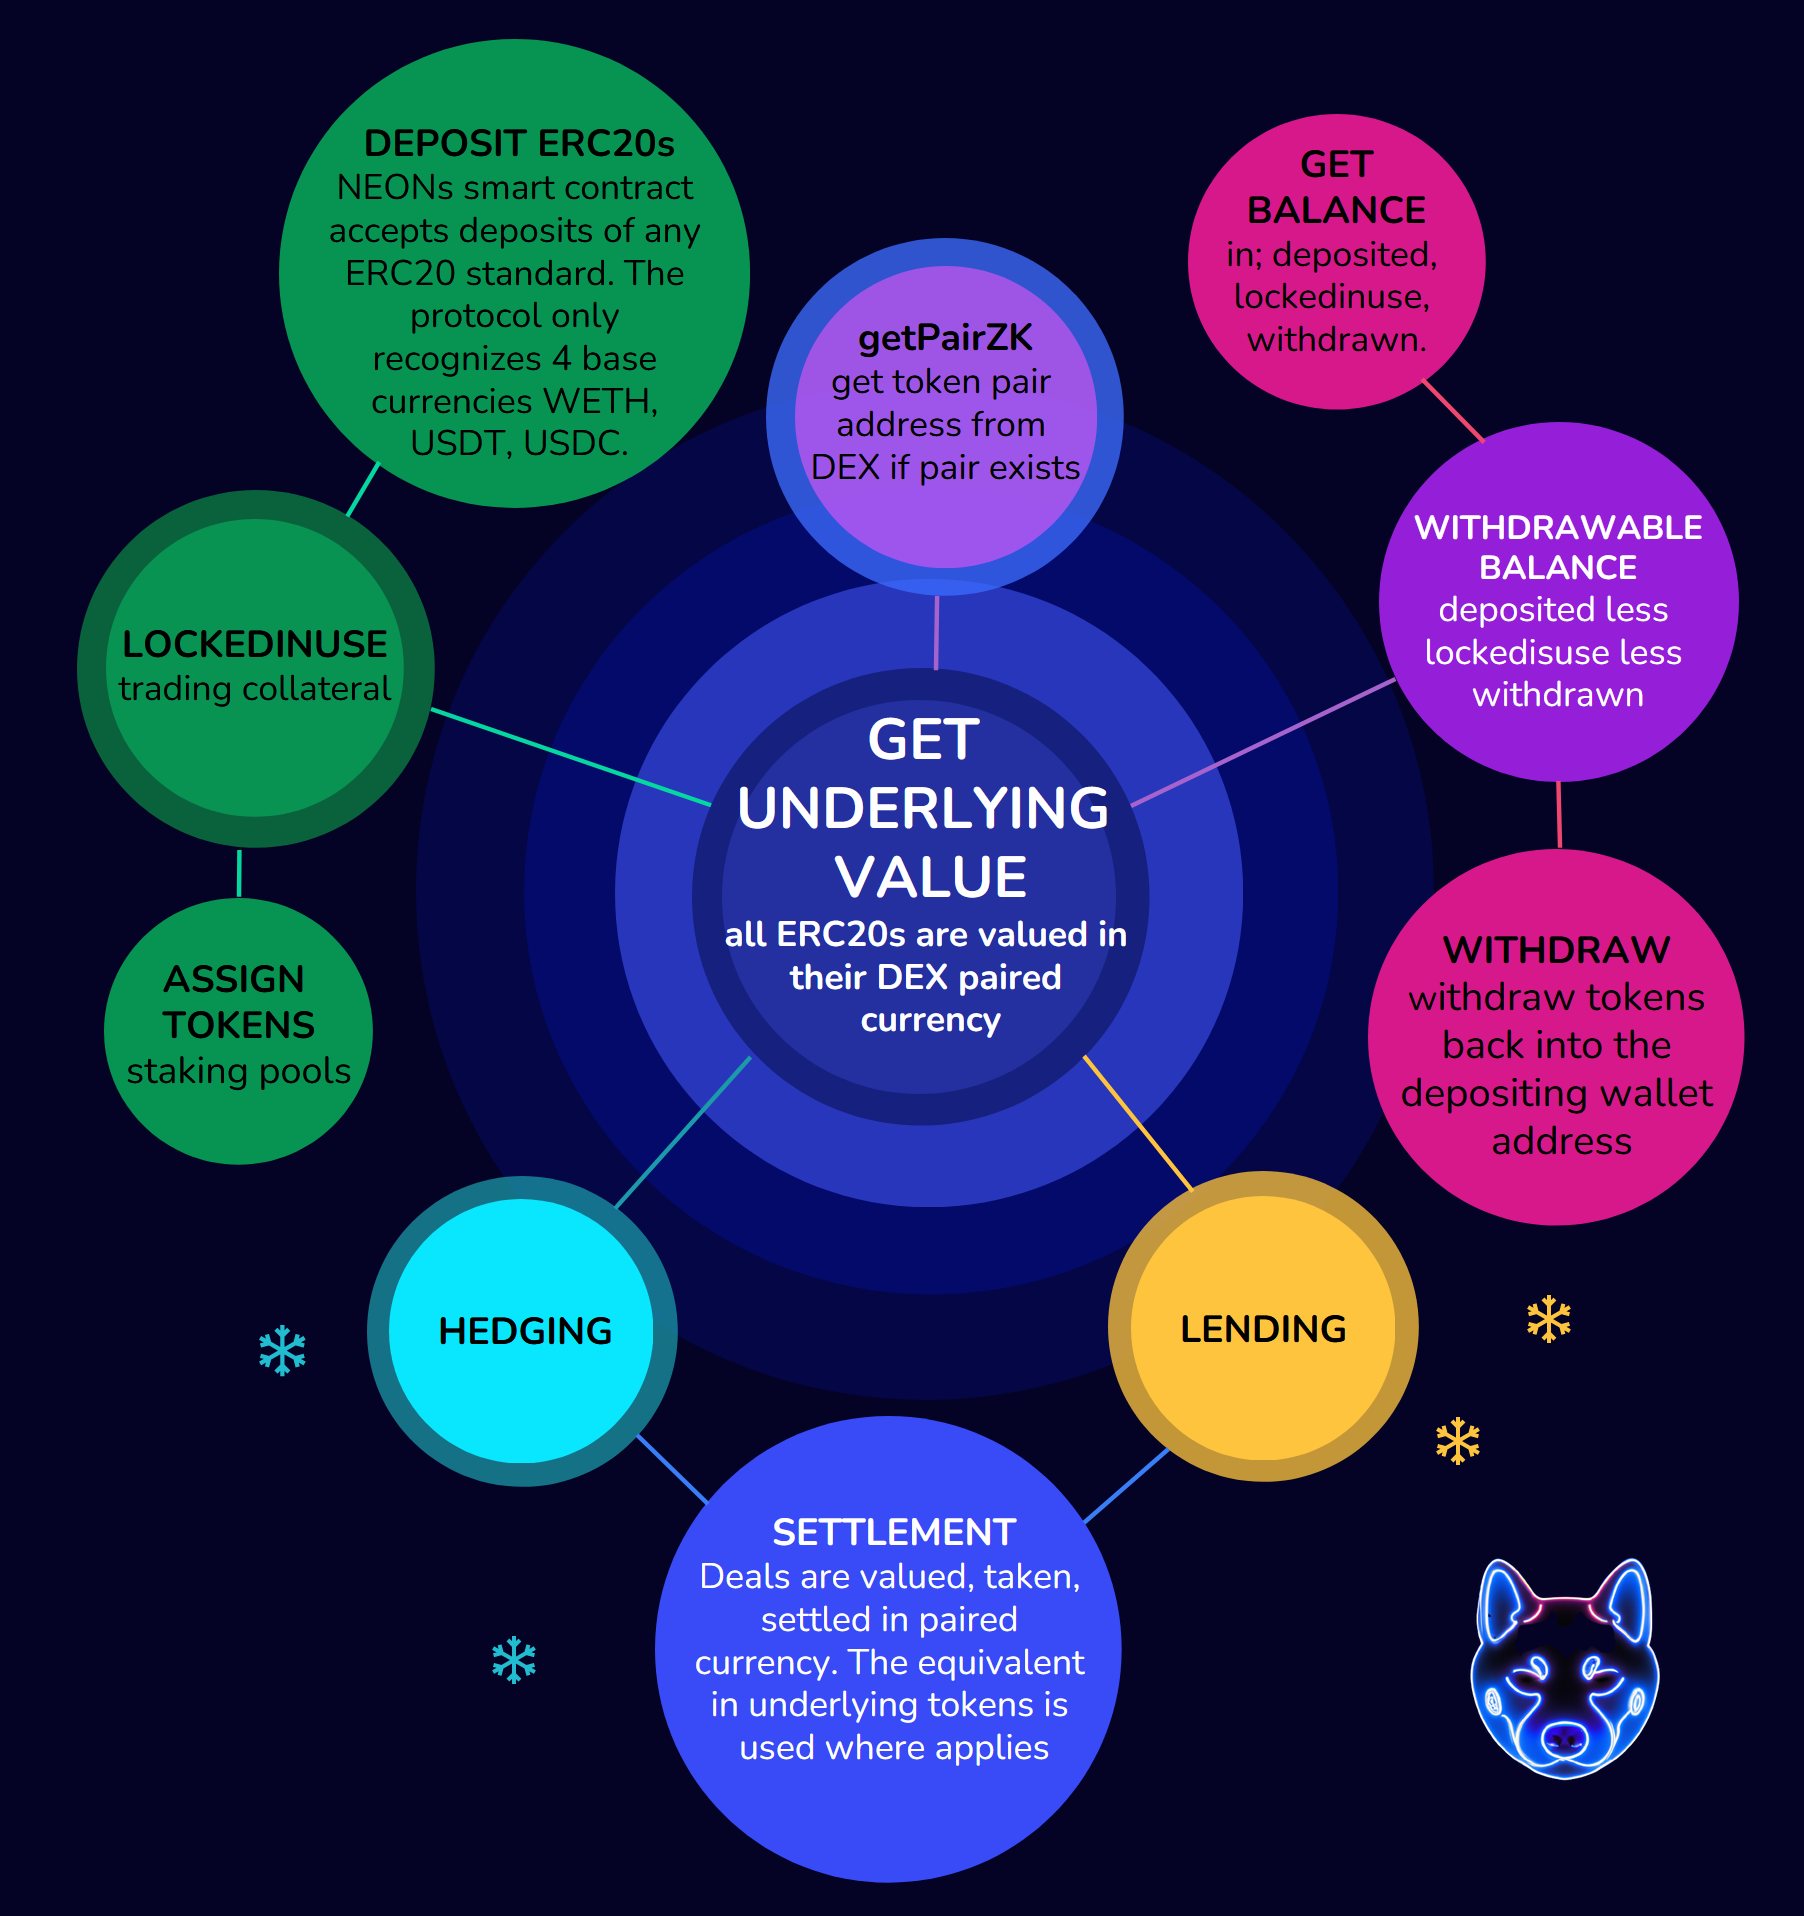 DEPOSIT ERC20s
NEONs smart contract
accepts deposits of any
ERC20 standard. The
protocol only
recognizes 4 base
currencies WETH,
USDT, USDC.
getPairZK
get token pair
address from
DEX if pair exists
GET
BALANCE
in; deposited,
lockedinuse,
withdrawn.
LOCKEDINUSE
trading collateral
WITHDRAWABLE
BALANCE
deposited less
lockedisuse less
withdrawn
GET
UNDERLYING
VALUE
all ERC20s are valued in
their DEX paired
currency
ASSIGN
TOKENS
staking pools
WITHDRAW
withdraw tokens
back into the
depositing wallet
address
HEDGING
LENDING
SETTLEMENT
Deals are valued, taken,
settled in paired
currency. The equivalent
in underlying tokens is
used where applies